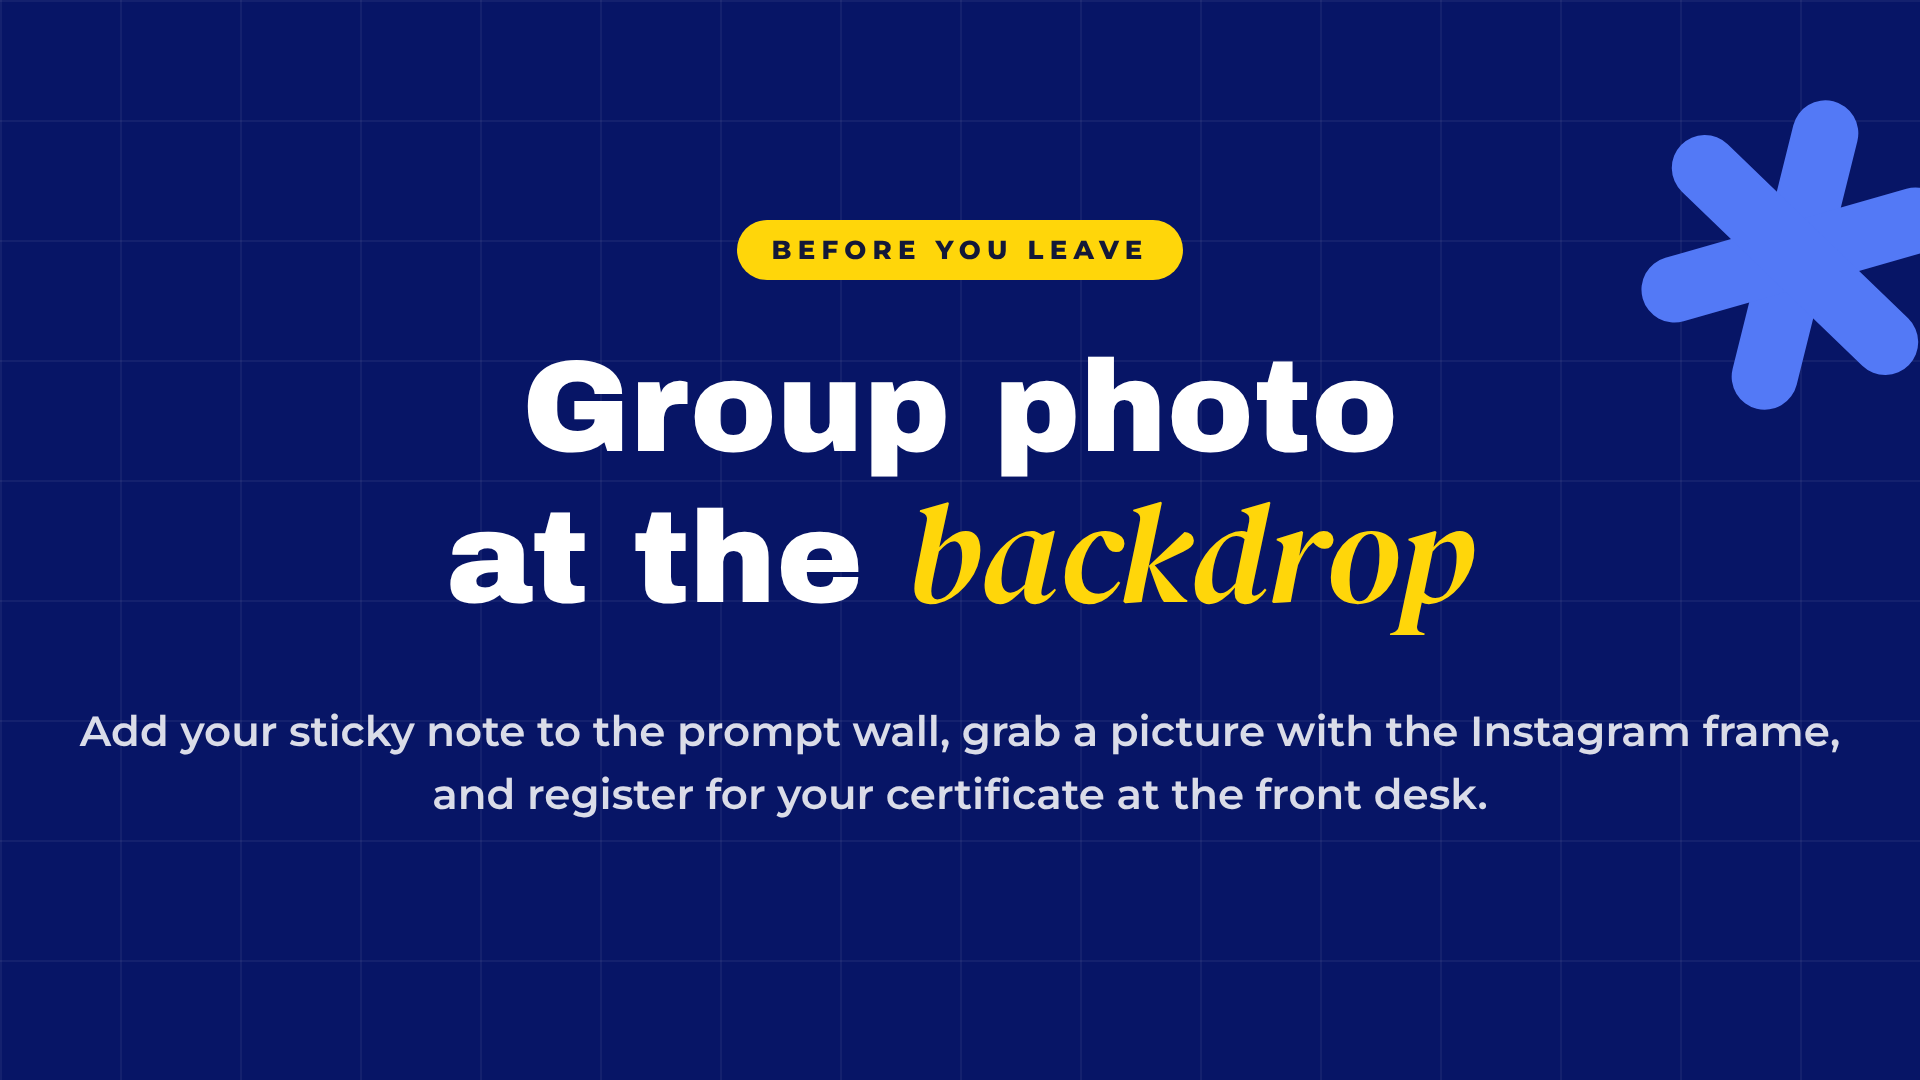 BEFORE YOU LEAVE
Group photo
at the backdrop
Add your sticky note to the prompt wall, grab a picture with the Instagram frame,
and register for your certificate at the front desk.